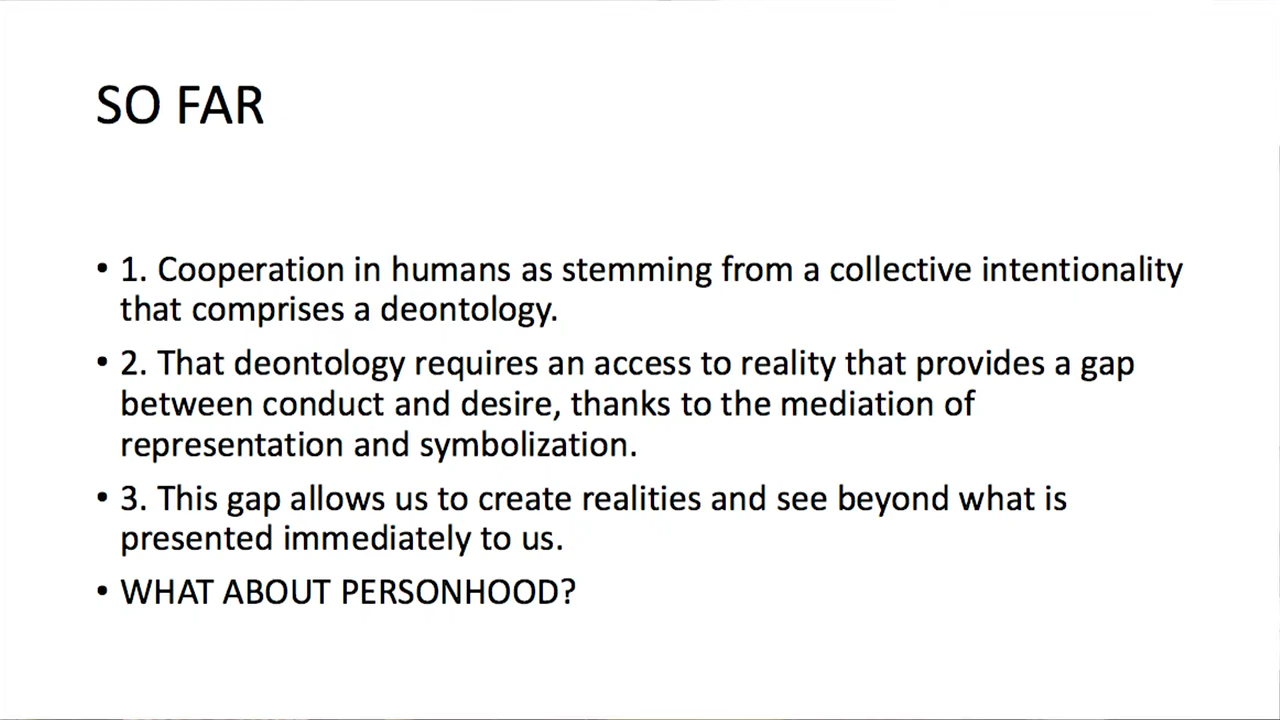 SO FAR
• 1. Cooperation in humans as stemming from a collective intentionality
that comprises a deontology.
• 2. That deontology requires an access to reality that provides a gap
between conduct and desire, thanks to the mediation of
representation and symbolization.
• 3. This gap allows us to create realities and see beyond what is
presented immediately to us.
• WHAT ABOUT PERSONHOOD?